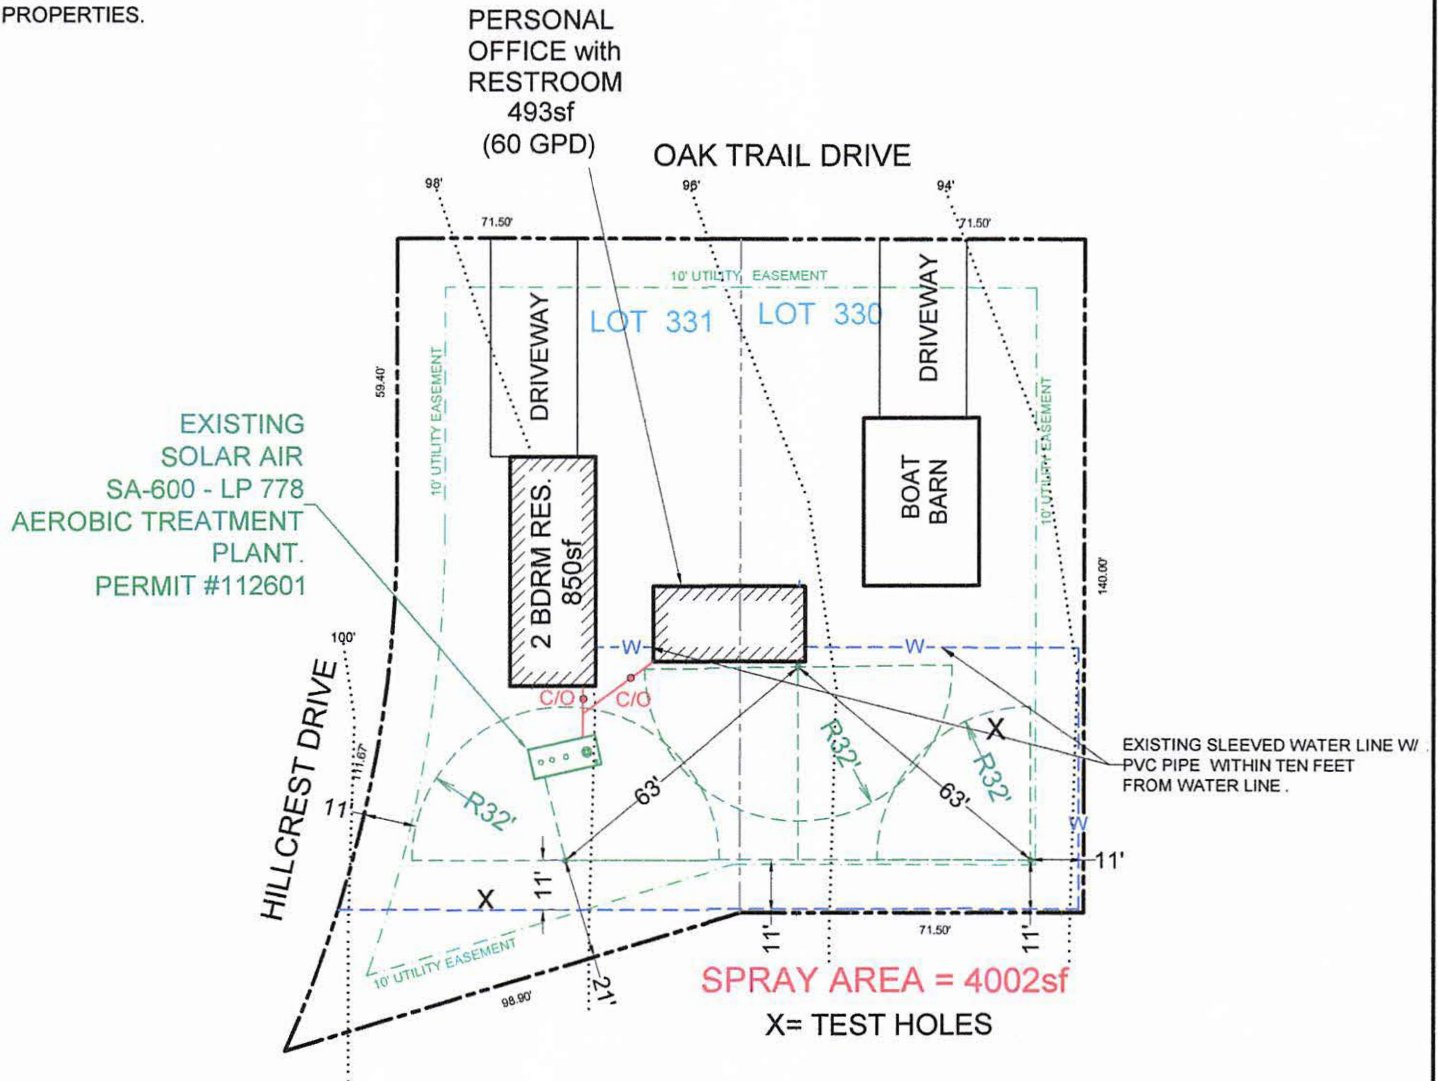 PROPERTIES.
PERSONAL
OFFICE with
RESTROOM
493sf
(60 GPD)
OAK TRAIL DRIVE
98'
96'
94'
71.50'
71.50'
10' UTILITY EASEMENT
LOT 331
LOT 330
DRIVEWAY
DRIVEWAY
59.40'
10' UTILITY EASEMENT
10' UTILITY EASEMENT
EXISTING
SOLAR AIR
SA-600 - LP 778
AEROBIC TREATMENT
PLANT.
PERMIT #112601
2 BDRM RES.
850sf
BOAT
BARN
140.00'
100'
HILLCREST DRIVE
111.67'
W
W
C/O
C/O
X
EXISTING SLEEVED WATER LINE W/
PVC PIPE WITHIN TEN FEET
FROM WATER LINE .
R32'
R32'
R32'
63'
63'
11'
W
11'
11'
X
11'
11'
71.50'
10' UTILITY EASEMENT
98.90'
21'
SPRAY AREA = 4002sf
X= TEST HOLES